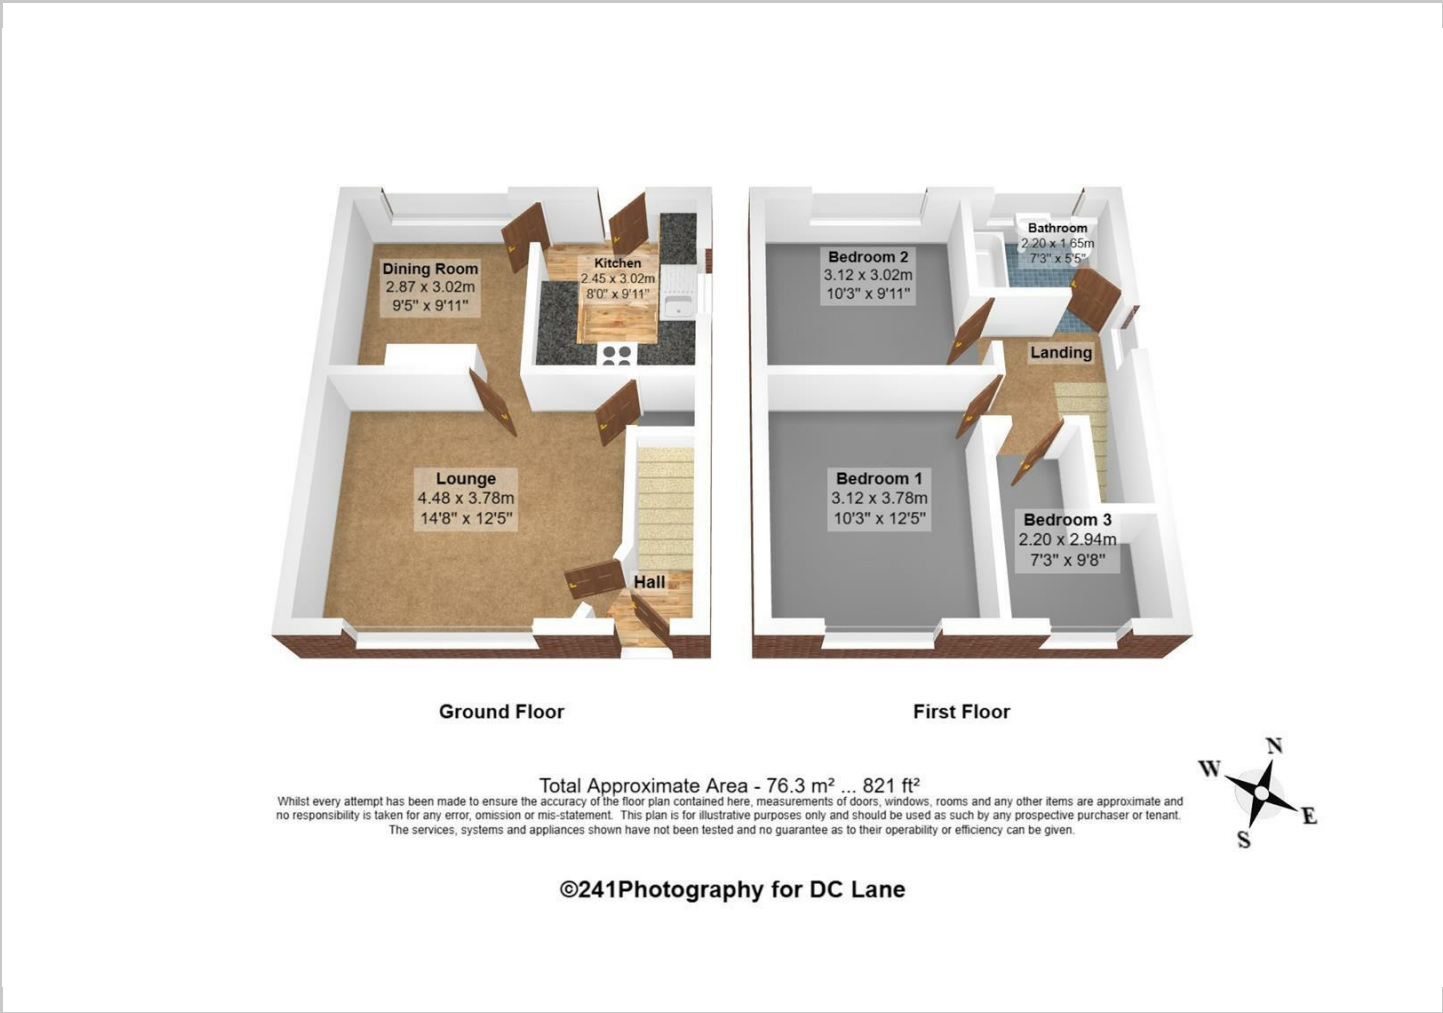 Dining Room
2.87 x 3.02m
9'5" x 9'11"
Kitchen
2.45 x 3.02m
8'0" x 9'11"
Lounge
4.48 x 3.78m
14'8" x 12'5"
Hall
Bedroom 2
3.12 x 3.02m
10'3" x 9'11"
Bathroom
2.20 x 1.65m
7'3" x 5'5"
Landing
Bedroom 1
3.12 x 3.78m
10'3" x 12'5"
Bedroom 3
2.20 x 2.94m
7'3" x 9'8"
Ground Floor
First Floor
Total Approximate Area - 76.3 m² ... 821 ft²
Whilst every attempt has been made to ensure the accuracy of the floor plan contained here, measurements of doors, windows, rooms and any other items are approximate and
no responsibility is taken for any error, omission or mis-statement. This plan is for illustrative purposes only and should be used as such by any prospective purchaser or tenant.
The services, systems and appliances shown have not been tested and no guarantee as to their operability or efficiency can be given.
N
W
E
S
©241Photography for DC Lane